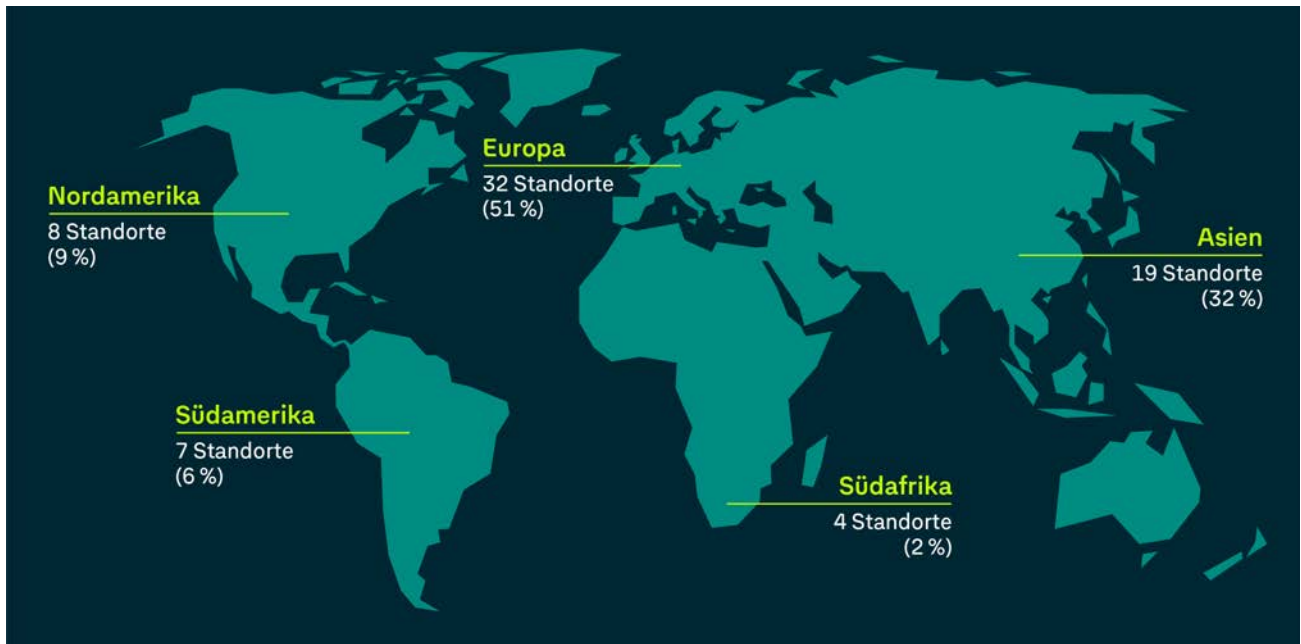 Europa
32 Standorte
(51 %)
Nordamerika
8 Standorte
(9 %)
Asien
19 Standorte
(32 %)
Südamerika
7 Standorte
(6 %)
Südafrika
4 Standorte
(2 %)